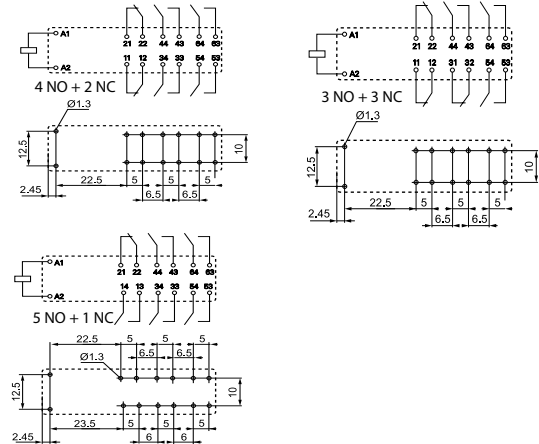 A1
21 22 44 43 64 63
11 12 34 33 54 53
A2
4 NO + 2 NC
Ø1.3
12.5
10
22.5 5 5 5
6.5 6.5
2.45
A1
21 22 44 43 64 63
11 12 31 32 54 53
A2
3 NO + 3 NC
Ø1.3
12.5
10
22.5 5 5 5
6.5 6.5
2.45
A1
21 22 44 43 64 63
14 13 34 33 54 53
A2
5 NO + 1 NC
22.5 5 5 5
Ø1.3 6.5 6.5
12.5
10
23.5 5 5 5
2.45 6 6